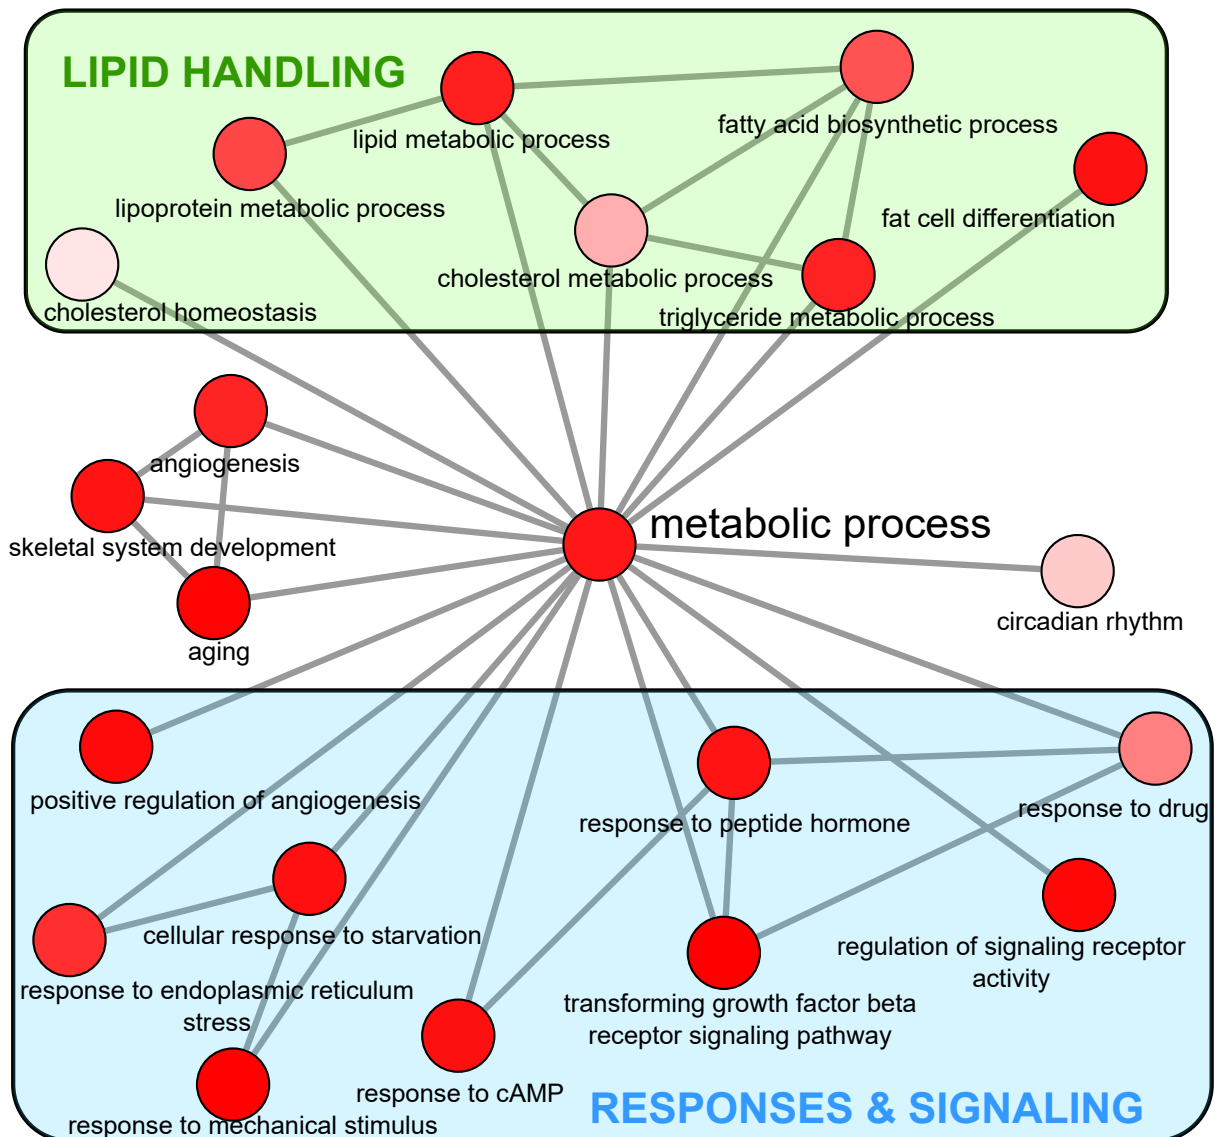 LIPID HANDLING
lipid metabolic process
fatty acid biosynthetic process
lipoprotein metabolic process
fat cell differentiation
cholesterol metabolic process
cholesterol homeostasis
triglyceride metabolic process
angiogenesis
metabolic process
skeletal system development
circadian rhythm
aging
positive regulation of angiogenesis
response to peptide hormone
response to drug
cellular response to starvation
regulation of signaling receptor
activity
response to endoplasmic reticulum
stress
transforming growth factor beta
receptor signaling pathway
response to cAMP
response to mechanical stimulus
RESPONSES & SIGNALING